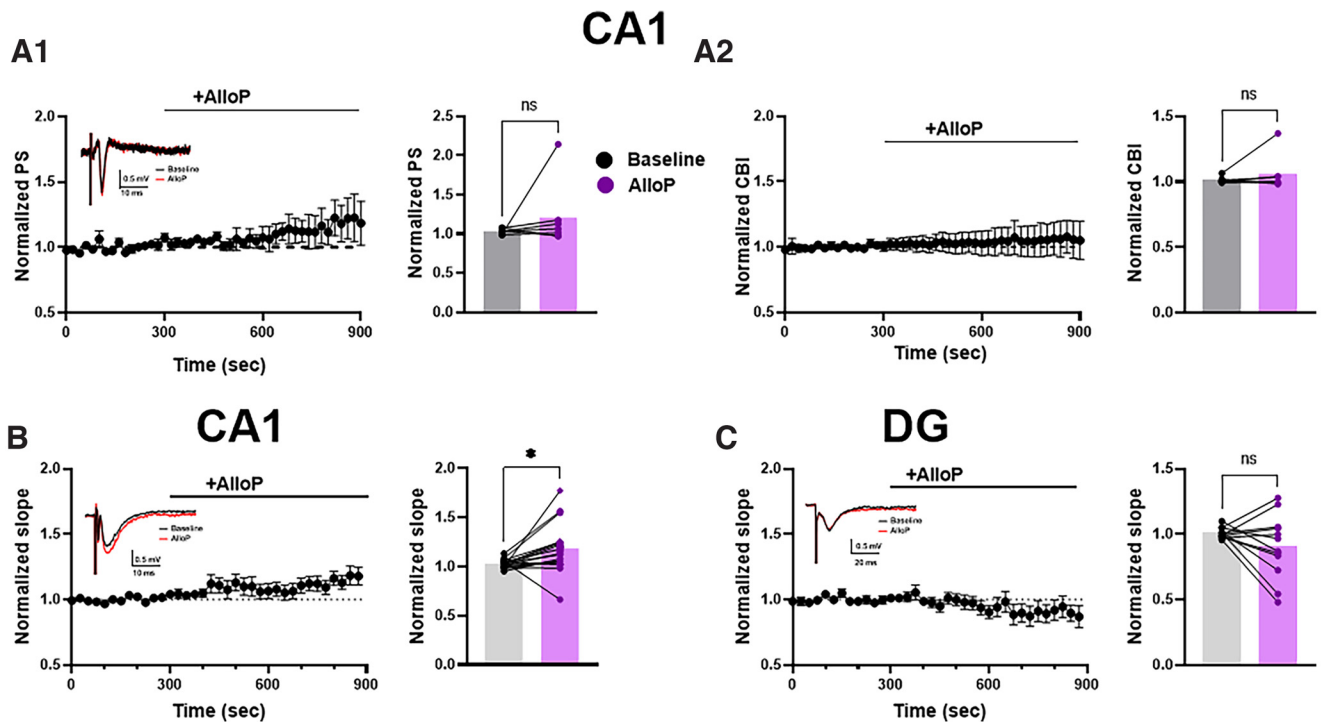 CA1
A1
+AlloP
2.0
1.5
1.0
0.5
Normalized PS
Baseline
AlloP
0.5 mV
10 ms
0
300
600
900
Time (sec)
ns
2.5
2.0
1.5
1.0
0.5
0.0
Normalized PS
Baseline
AlloP
A2
+AlloP
2.0
1.5
1.0
0.5
Normalized CBI
0
300
600
900
Time (sec)
ns
1.5
1.0
0.5
0.0
Normalized CBI
B
CA1
+AlloP
2.0
1.5
1.0
0.5
Normalized slope
Baseline
AlloP
0.5 mV
10 ms
0
300
600
900
Time (sec)
*
2.0
1.5
1.0
0.5
0.0
Normalized slope
C
DG
+AlloP
2.0
1.5
1.0
0.5
Normalized slope
Baseline
AlloP
0.5 mV
20 ms
0
300
600
900
Time (sec)
ns
1.5
1.0
0.5
0.0
Normalized slope